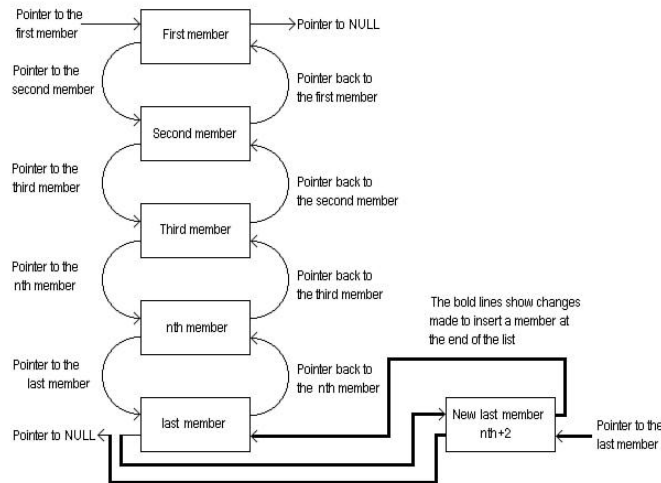 Pointer to the
first member
First member
Pointer to NULL
Pointer to the
second member
Pointer back to
the first member
Second member
Pointer to the
third member
Pointer back to
the second member
Third member
Pointer to the
nth member
Pointer back to
the third member
The bold lines show changes
made to insert a member at
the end of the list
nth member
Pointer to the
last member
Pointer back to
the nth member
last member
New last member
nth+2
Pointer to NULL
Pointer to the
last member